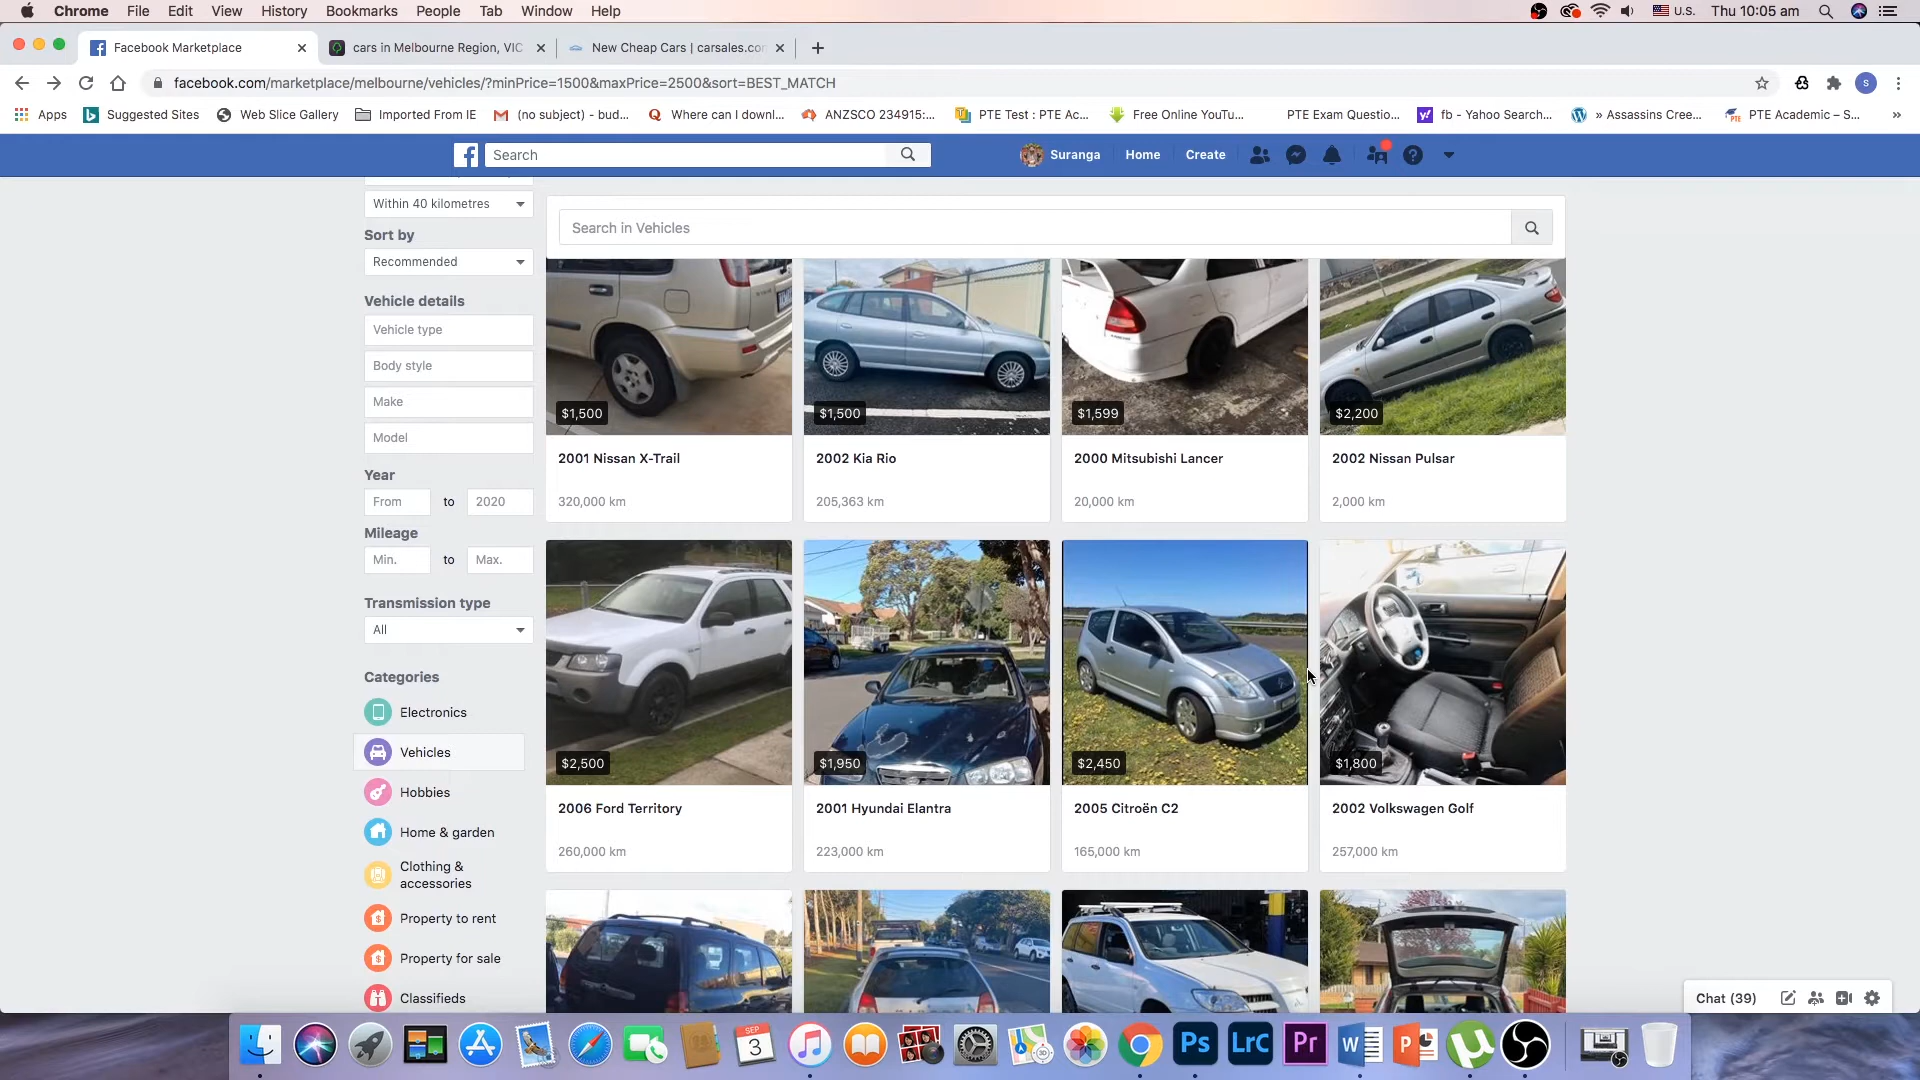 Chrome File Edit View History Bookmarks People Tab Window Help
U.S. Thu 10:05 am
Facebook Marketplace
cars in Melbourne Region, VIC
New Cheap Cars | carsales.co
facebook.com/marketplace/melbourne/vehicles/?minPrice=1500&maxPrice=2500&sort=BEST_MATCH
S
Apps
Suggested Sites
Web Slice Gallery
Imported From IE
(no subject) - bud...
Where can I downl...
ANZSCO 234915:...
PTE Test : PTE Ac...
Free Online YouTu...
PTE Exam Questio...
fb - Yahoo Search...
» Assassins Cree...
PTE Academic – S...
»
Search
Suranga
Home
Create
Within 40 kilometres
Sort by
Recommended
Vehicle details
Vehicle type
Body style
Make
Model
Year
From to 2020
Mileage
Min. to Max.
Transmission type
All
Categories
Electronics
Vehicles
Hobbies
Home & garden
Clothing &
accessories
Property to rent
Property for sale
Classifieds
Search in Vehicles
$1,500
2001 Nissan X-Trail
320,000 km
$1,500
2002 Kia Rio
205,363 km
$1,599
2000 Mitsubishi Lancer
20,000 km
$2,200
2002 Nissan Pulsar
2,000 km
$2,500
2006 Ford Territory
260,000 km
$1,950
2001 Hyundai Elantra
223,000 km
$2,450
2005 Citroën C2
165,000 km
$1,800
2002 Volkswagen Golf
257,000 km
Chat (39)
SEP
3
Ps
LrC
Pr
W
P